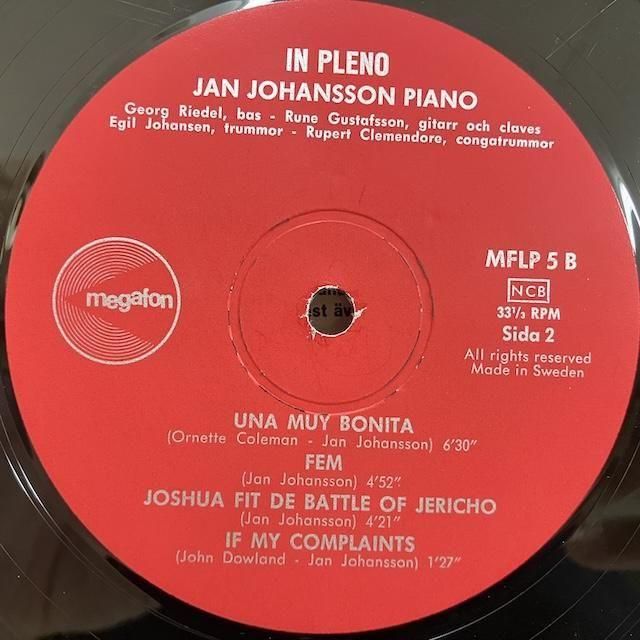 IN PLENO
JAN JOHANSSON PIANO
Georg Riedel, bas - Rune Gustafsson, gitarr och claves
Egil Johansen, trummor - Rupert Clemendore, congatrummor
megafon
MFLP 5 B
NCB
33⅓ RPM
Sida 2
All rights reserved
Made in Sweden
est äv
UNA MUY BONITA
(Ornette Coleman - Jan Johansson) 6'30"
FEM
(Jan Johansson) 4'52"
JOSHUA FIT DE BATTLE OF JERICHO
(Jan Johansson) 4'21"
IF MY COMPLAINTS
(John Dowland - Jan Johansson) 1'27"